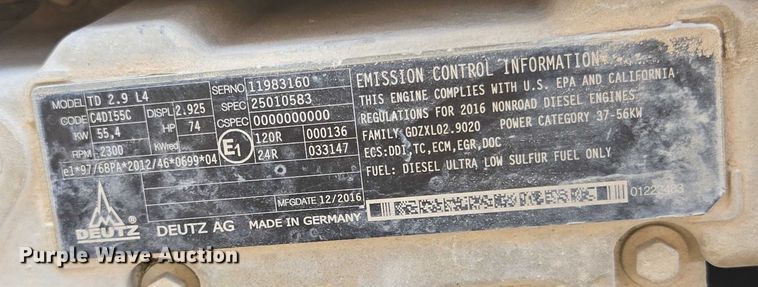 MODEL TD 2.9 L4
CODE C4DI55C DISPL 2.925
KW 55,4 HP 74
RPM 2300
e1*97/68PA*2012/46*0699*04
SERNO 11983160
SPEC 25010583
CSPEC 0000000000
E1 120R 000136
24R 033147
MFGDATE 12/2016
DEUTZ DEUTZ AG MADE IN GERMANY
EMISSION CONTROL INFORMATION
THIS ENGINE COMPLIES WITH U.S. EPA AND CALIFORNIA
REGULATIONS FOR 2016 NONROAD DIESEL ENGINES
FAMILY: GDZXL02.9020 POWER CATEGORY 37-56KW
ECS:DDI,TC,ECM,EGR,DOC
FUEL: DIESEL ULTRA LOW SULFUR FUEL ONLY
01222483
Purple Wave Auction